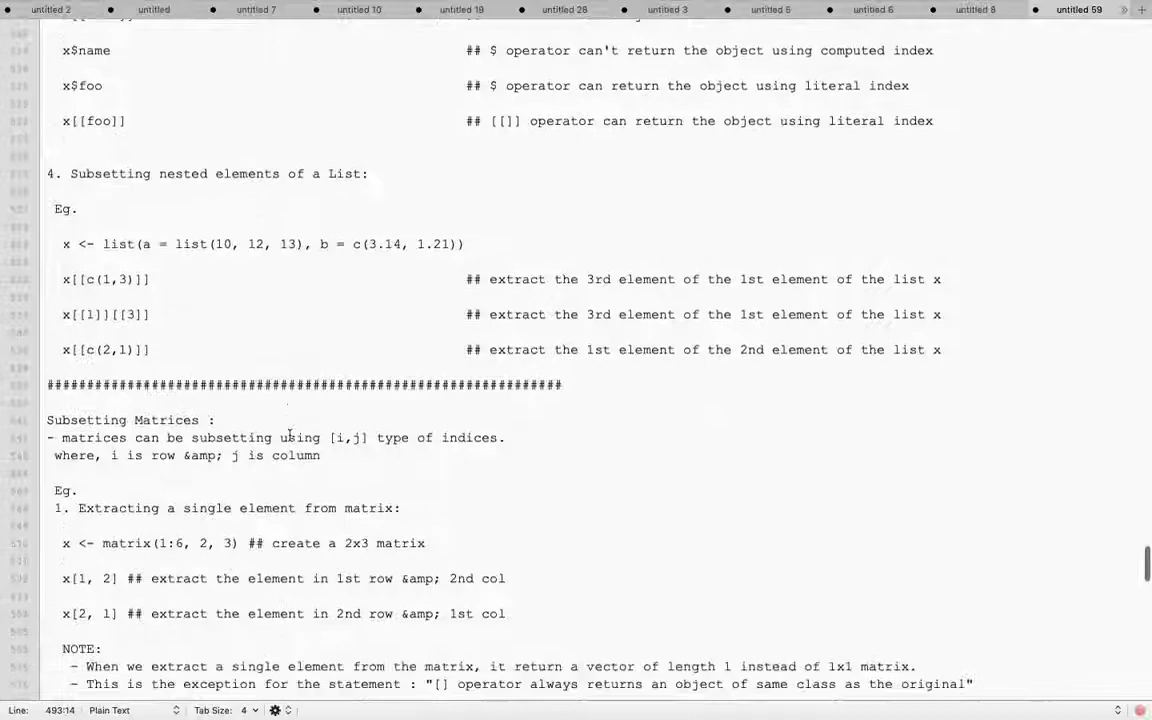 untitled 2 untitled untitled 7 untitled 10 untitled 19 untitled 28 untitled 3 untitled 5 untitled 6 untitled 8 untitled 59
x$name ## $ operator can't return the object using computed index
x$foo ## $ operator can return the object using literal index
x[[foo]] ## [[]] operator can return the object using literal index
4. Subsetting nested elements of a List:
Eg.
x <- list(a = list(10, 12, 13), b = c(3.14, 1.21))
x[[c(1,3)]] ## extract the 3rd element of the 1st element of the list x
x[[1]][[3]] ## extract the 3rd element of the 1st element of the list x
x[[c(2,1)]] ## extract the 1st element of the 2nd element of the list x
################################################################
Subsetting Matrices :
- matrices can be subsetting using [i,j] type of indices.
where, i is row &amp; j is column
Eg.
1. Extracting a single element from matrix:
x <- matrix(1:6, 2, 3) ## create a 2x3 matrix
x[1, 2] ## extract the element in 1st row &amp; 2nd col
x[2, 1] ## extract the element in 2nd row &amp; 1st col
NOTE:
- When we extract a single element from the matrix, it return a vector of length 1 instead of 1x1 matrix.
- This is the exception for the statement : "[] operator always returns an object of same class as the original"
Line: 493:14 Plain Text Tab Size: 4